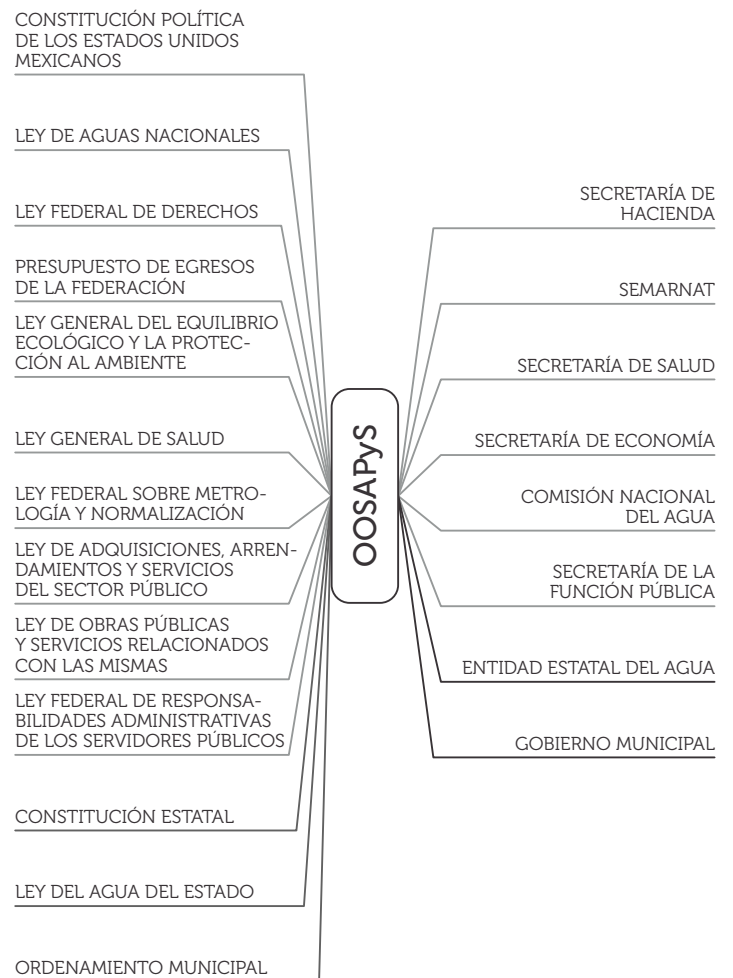 CONSTITUCIÓN POLÍTICA
DE LOS ESTADOS UNIDOS
MEXICANOS
LEY DE AGUAS NACIONALES
LEY FEDERAL DE DERECHOS
PRESUPUESTO DE EGRESOS
DE LA FEDERACIÓN
LEY GENERAL DEL EQUILIBRIO
ECOLÓGICO Y LA PROTEC-
CIÓN AL AMBIENTE
LEY GENERAL DE SALUD
LEY FEDERAL SOBRE METRO-
LOGÍA Y NORMALIZACIÓN
LEY DE ADQUISICIONES, ARREN-
DAMIENTOS Y SERVICIOS
DEL SECTOR PÚBLICO
LEY DE OBRAS PÚBLICAS
Y SERVICIOS RELACIONADOS
CON LAS MISMAS
LEY FEDERAL DE RESPONSA-
BILIDADES ADMINISTRATIVAS
DE LOS SERVIDORES PÚBLICOS
CONSTITUCIÓN ESTATAL
LEY DEL AGUA DEL ESTADO
ORDENAMIENTO MUNICIPAL
OOSAPyS
SECRETARÍA DE
HACIENDA
SEMARNAT
SECRETARÍA DE SALUD
SECRETARÍA DE ECONOMÍA
COMISIÓN NACIONAL
DEL AGUA
SECRETARÍA DE LA
FUNCIÓN PÚBLICA
ENTIDAD ESTATAL DEL AGUA
GOBIERNO MUNICIPAL